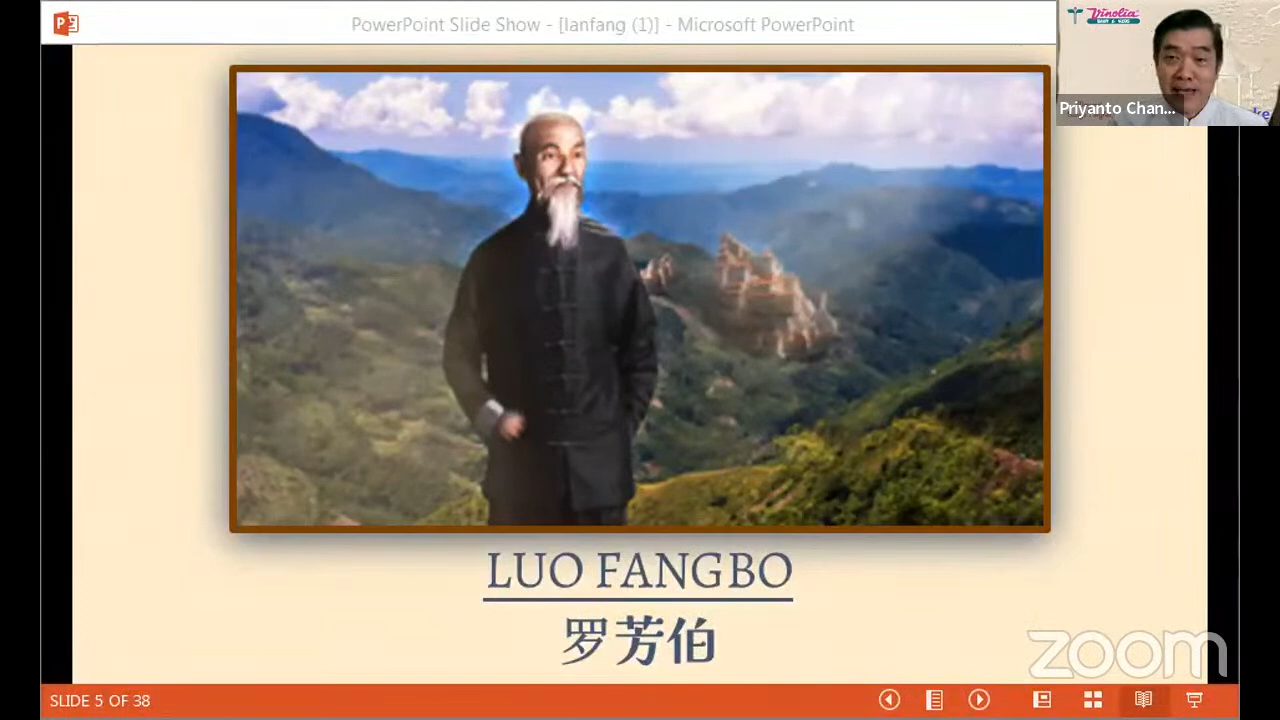 PowerPoint Slide Show - [lanfang (1)] - Microsoft PowerPoint
Vinolia
Priyanto Chan...
LUO FANGBO
罗芳伯
zoom
SLIDE 5 OF 38